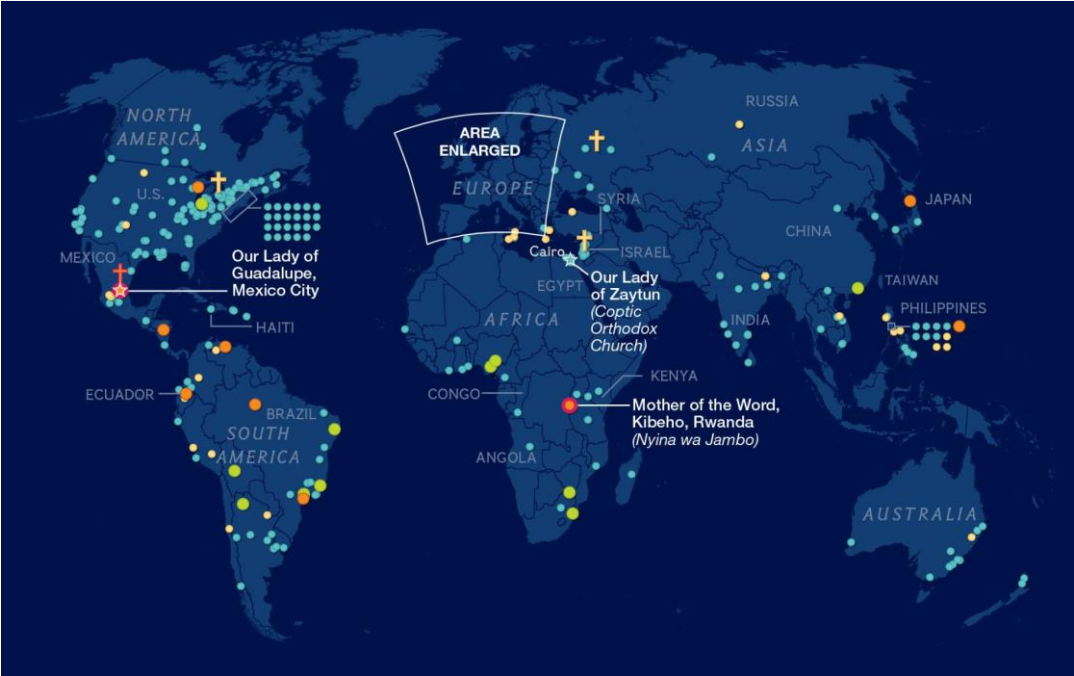 NORTH
AMERICA
U.S.
MEXICO
Our Lady of
Guadalupe,
Mexico City
HAITI
ECUADOR
BRAZIL
SOUTH
AMERICA
AREA
ENLARGED
EUROPE
RUSSIA
ASIA
SYRIA
JAPAN
CHINA
Cairo
ISRAEL
EGYPT
Our Lady
of Zaytun
(Coptic
Orthodox
Church)
TAIWAN
PHILIPPINES
INDIA
AFRICA
CONGO
KENYA
Mother of the Word,
Kibeho, Rwanda
(Nyina wa Jambo)
ANGOLA
AUSTRALIA